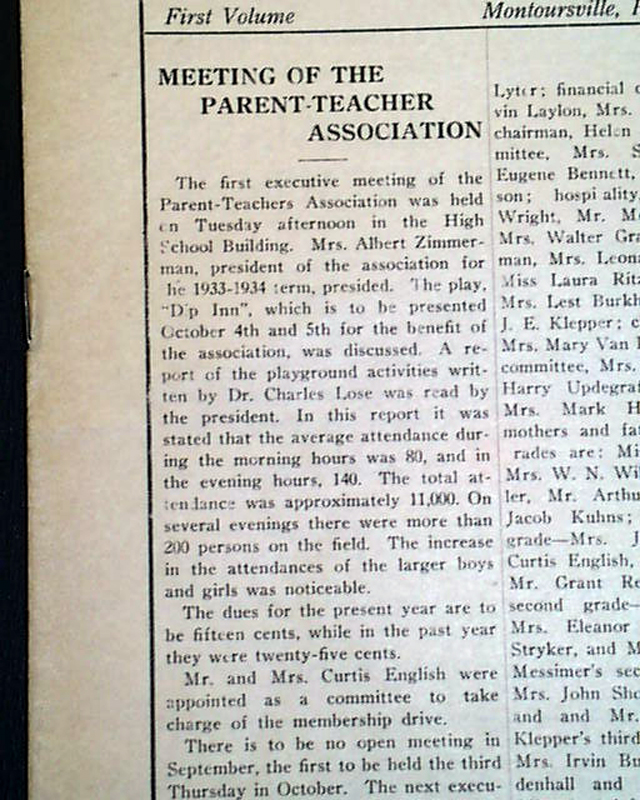 First Volume
Montoursville,
MEETING OF THE
PARENT-TEACHER
ASSOCIATION
The first executive meeting of the
Parent-Teachers Association was held
on Tuesday afternoon in the High
School Building. Mrs. Albert Zimmer-
man, president of the association for
he 1933-1934 term, presided. The play,
"Dip Inn", which is to be presented
October 4th and 5th for the benefit of
the association, was discussed. A re-
port of the playground activities writ-
ten by Dr. Charles Lose was read by
the president. In this report it was
stated that the average attendance dur-
ing the morning hours was 80, and in
the evening hours, 140. The total at-
tendance was approximately 11,000. On
several evenings there were more than
200 persons on the field. The increase
in the attendances of the larger boys
and girls was noticeable.
The dues for the present year are to
be fifteen cents, while in the past year
they were twenty-five cents.
Mr. and Mrs. Curtis English were
appointed as a committee to take
charge of the membership drive.
There is to be no open meeting in
September, the first to be held the third
Thursday in October. The next execu-
Lyter; financial
vin Laylon, Mrs.
chairman, Helen
mittee, Mrs. S
Eugene Bennett,
son; hospi ality,
Wright, Mr. M
Mrs. Walter Gra
man, Mrs. Leona
Miss Laura Ritz
Mrs. Lest Burkh
J. E. Klepper; c
Mrs. Mary Van
committee, Mrs.
Harry Updegraf
Mrs. Mark H
mothers and fat
rades are: Mi
Mrs. W. N. Wil
ler, Mr. Arthu
Jacob Kuhns;
grade—Mrs. J
Curtis English,
Mr. Grant Re
second grade—
Mrs. Eleanor
Stryker, and M
Messimer's sec
Mrs. John Sho
and and Mr.
Klepper's third
Mrs. Irvin Bu
denhall and